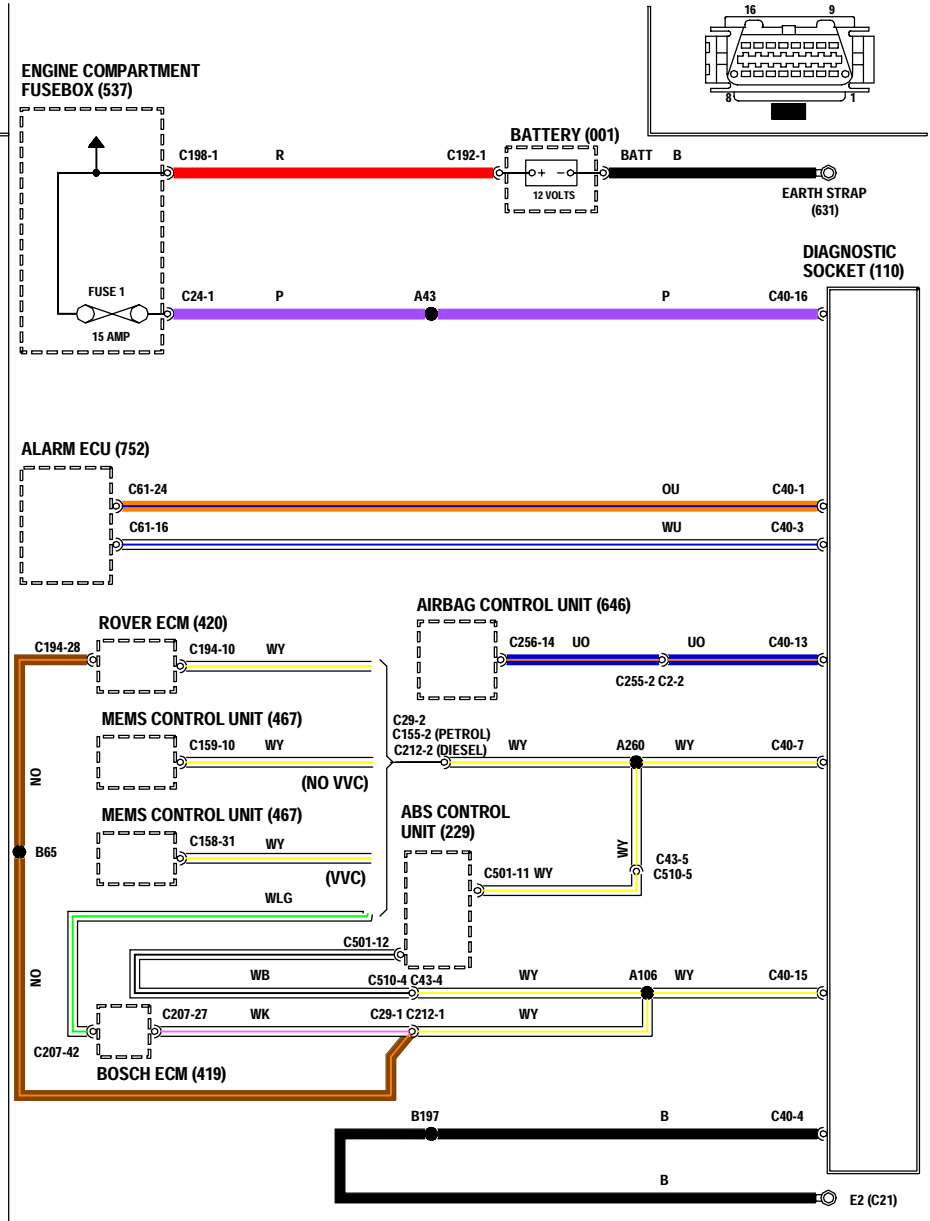 16 9
8 1
ENGINE COMPARTMENT
FUSEBOX (537)
BATTERY (001)
C198-1 R C192-1 BATT B
+ -
12 VOLTS
EARTH STRAP
(631)
DIAGNOSTIC
SOCKET (110)
FUSE 1
15 AMP
C24-1 P A43 P C40-16
ALARM ECU (752)
C61-24 OU C40-1
C61-16 WU C40-3
AIRBAG CONTROL UNIT (646)
ROVER ECM (420)
C194-28 C194-10 WY
C256-14 UO UO C40-13
C255-2 C2-2
MEMS CONTROL UNIT (467)
C159-10 WY
(NO VVC)
C29-2
C155-2 (PETROL)
C212-2 (DIESEL)
WY A260 WY C40-7
NO
MEMS CONTROL UNIT (467)
C158-31 WY
(VVC)
B65
ABS CONTROL
UNIT (229)
WY
C43-5
C510-5
C501-11 WY
WLG
C501-12
NO
WB C510-4 C43-4 WY A106 WY C40-15
C207-27 WK C29-1 C212-1 WY
C207-42
BOSCH ECM (419)
B197 B C40-4
B
E2 (C21)